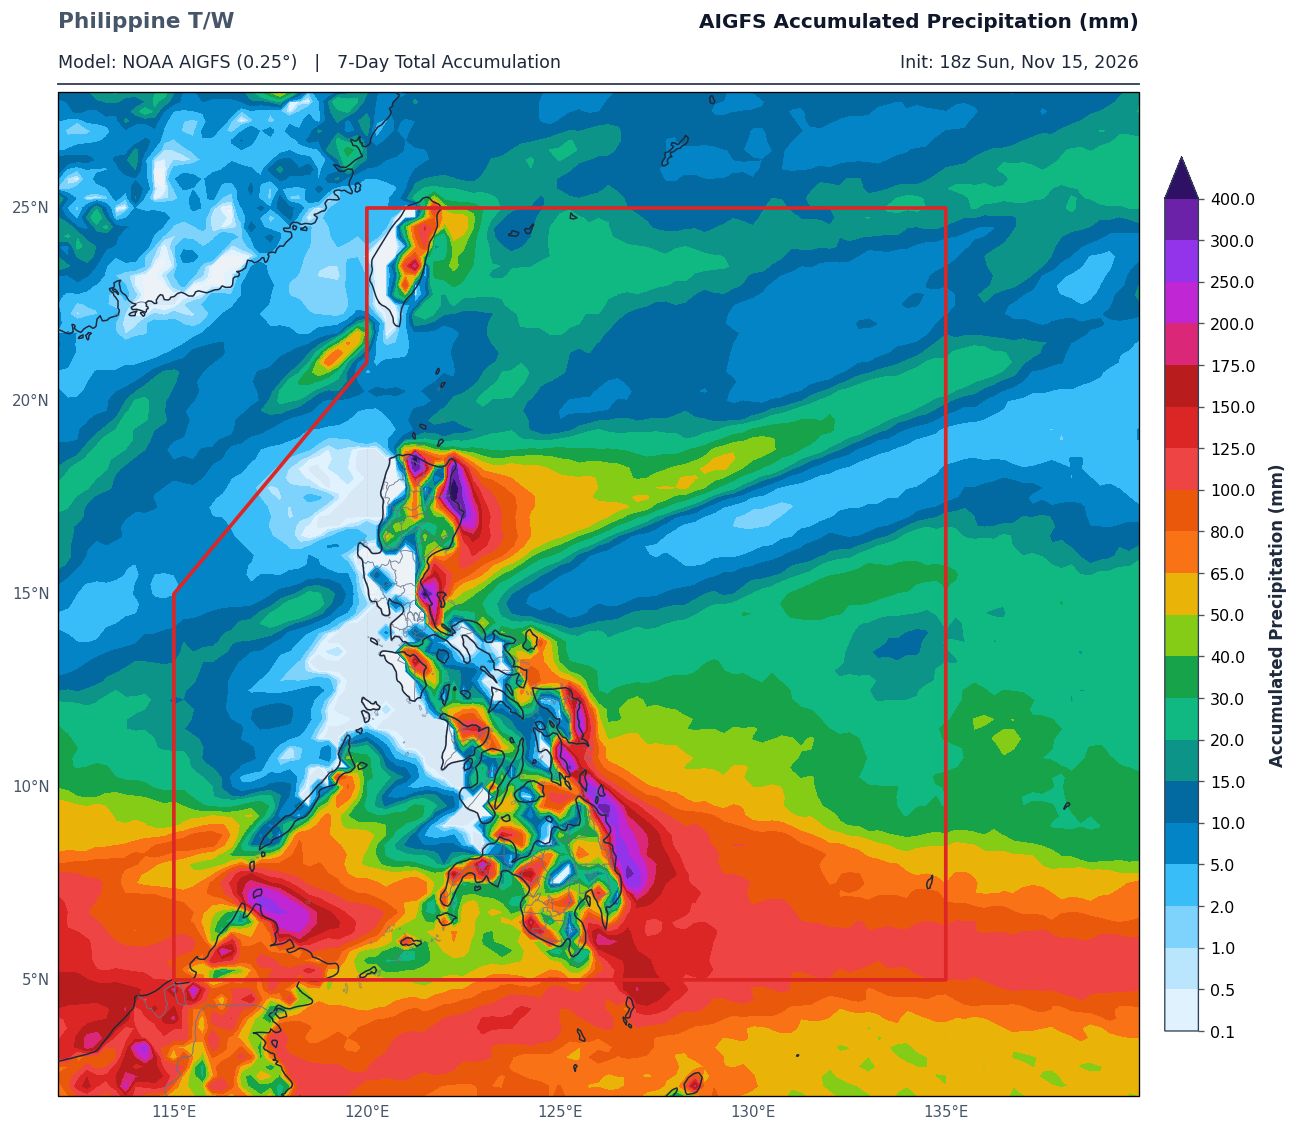 Philippine T/W
AIGFS Accumulated Precipitation (mm)
Model: NOAA AIGFS (0.25°)   |   7-Day Total Accumulation
Init: 18z Sun, Nov 15, 2026
25°N
20°N
15°N
10°N
5°N
115°E
120°E
125°E
130°E
135°E
400.0
300.0
250.0
200.0
175.0
150.0
125.0
100.0
80.0
65.0
50.0
40.0
30.0
20.0
15.0
10.0
5.0
2.0
1.0
0.5
0.1
Accumulated Precipitation (mm)